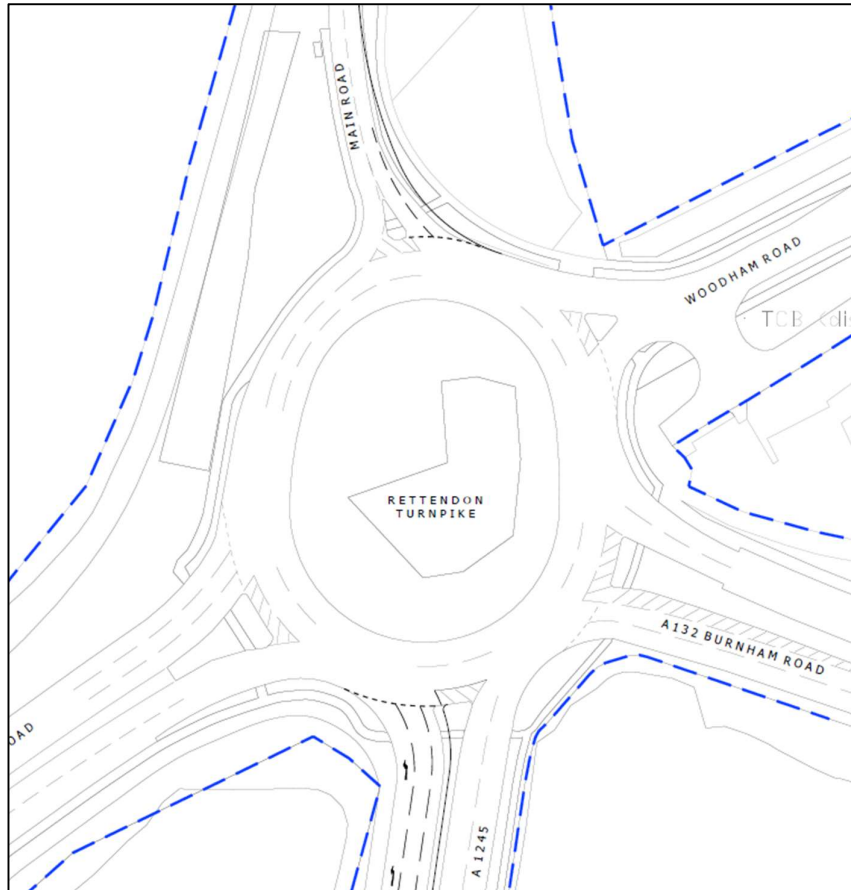 MAIN ROAD
WOODHAM ROAD
TCB
RETTENDON
TURNPIKE
A132 BURNHAM ROAD
OAD
A1245